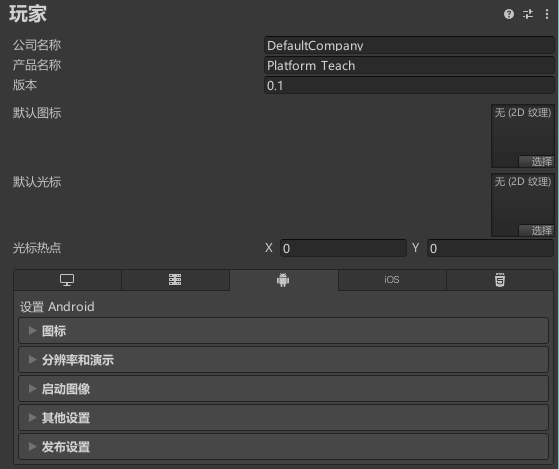 玩家
公司名称 DefaultCompany
产品名称 Platform Teach
版本 0.1
默认图标 无 (2D 纹理)
选择
默认光标 无 (2D 纹理)
选择
光标热点 X 0 Y 0
iOS
设置 Android
图标
分辨率和演示
启动图像
其他设置
发布设置